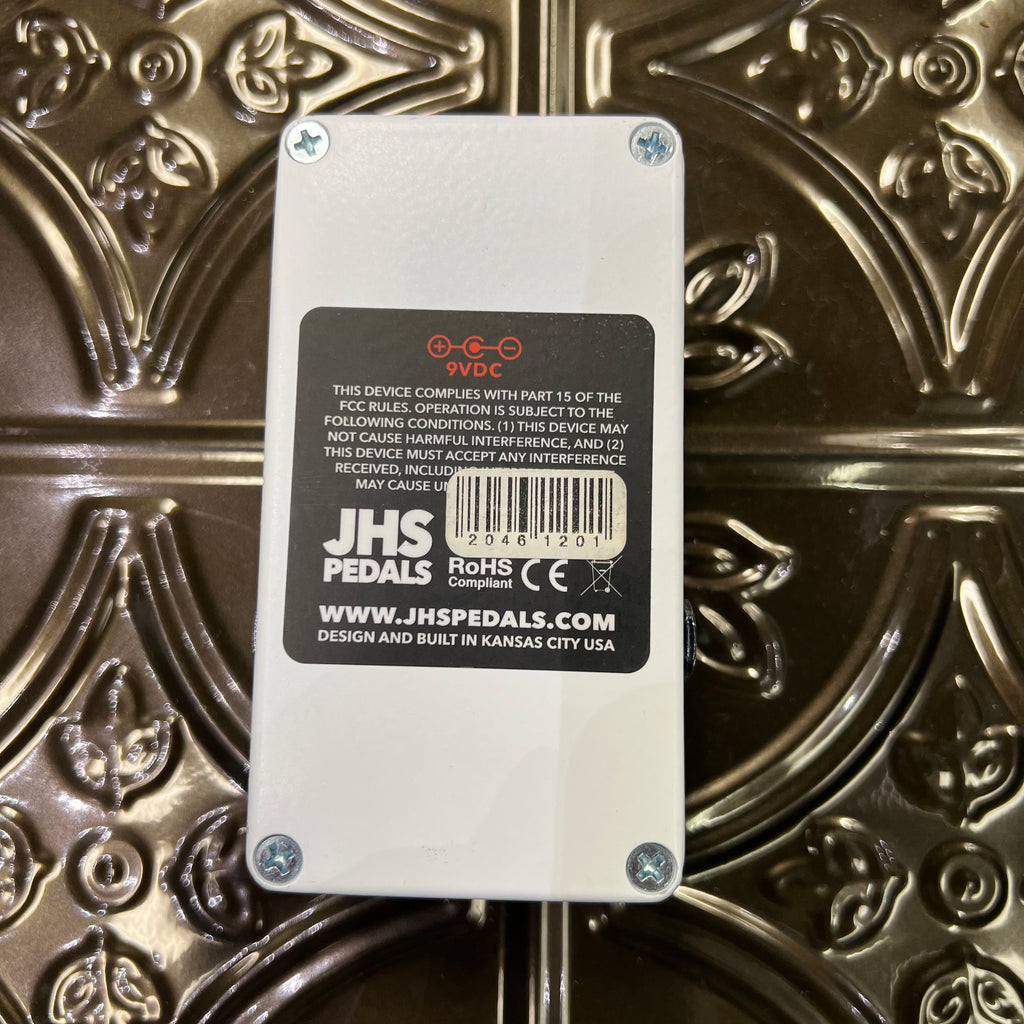 9VDC
THIS DEVICE COMPLIES WITH PART 15 OF THE
FCC RULES. OPERATION IS SUBJECT TO THE
FOLLOWING CONDITIONS. (1) THIS DEVICE MAY
NOT CAUSE HARMFUL INTERFERENCE, AND (2)
THIS DEVICE MUST ACCEPT ANY INTERFERENCE
RECEIVED,
MAY CAUSE
2046 1201
JHS
PEDALS
RoHS
Compliant
CE
WWW.JHSPEDALS.COM
DESIGN AND BUILT IN KANSAS CITY USA